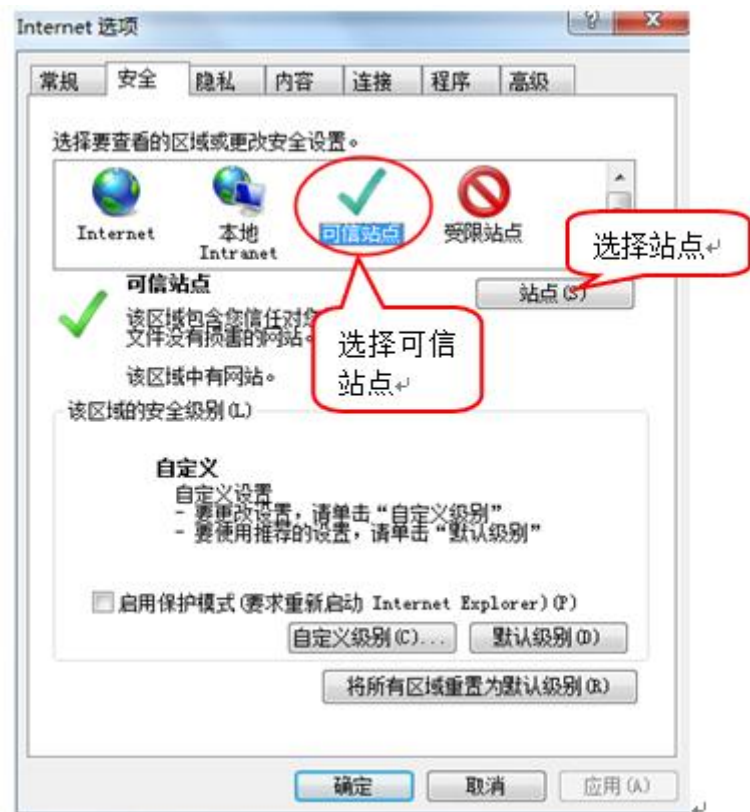 Internet 选项
常规 安全 隐私 内容 连接 程序 高级
选择要查看的区域或更改安全设置。
Internet
本地
Intranet
可信站点
受限站点
选择站点
可信站点
站点(S)
该区域包含您信任对您
文件没有损害的网站。
选择可信
站点
该区域中有网站。
该区域的安全级别(L)
自定义
自定义设置
- 要更改设置，请单击“自定义级别”
- 要使用推荐的设置，请单击“默认级别”
启用保护模式(要求重新启动 Internet Explorer)(P)
自定义级别(C)... 默认级别(D)
将所有区域重置为默认级别(R)
确定 取消 应用(A)